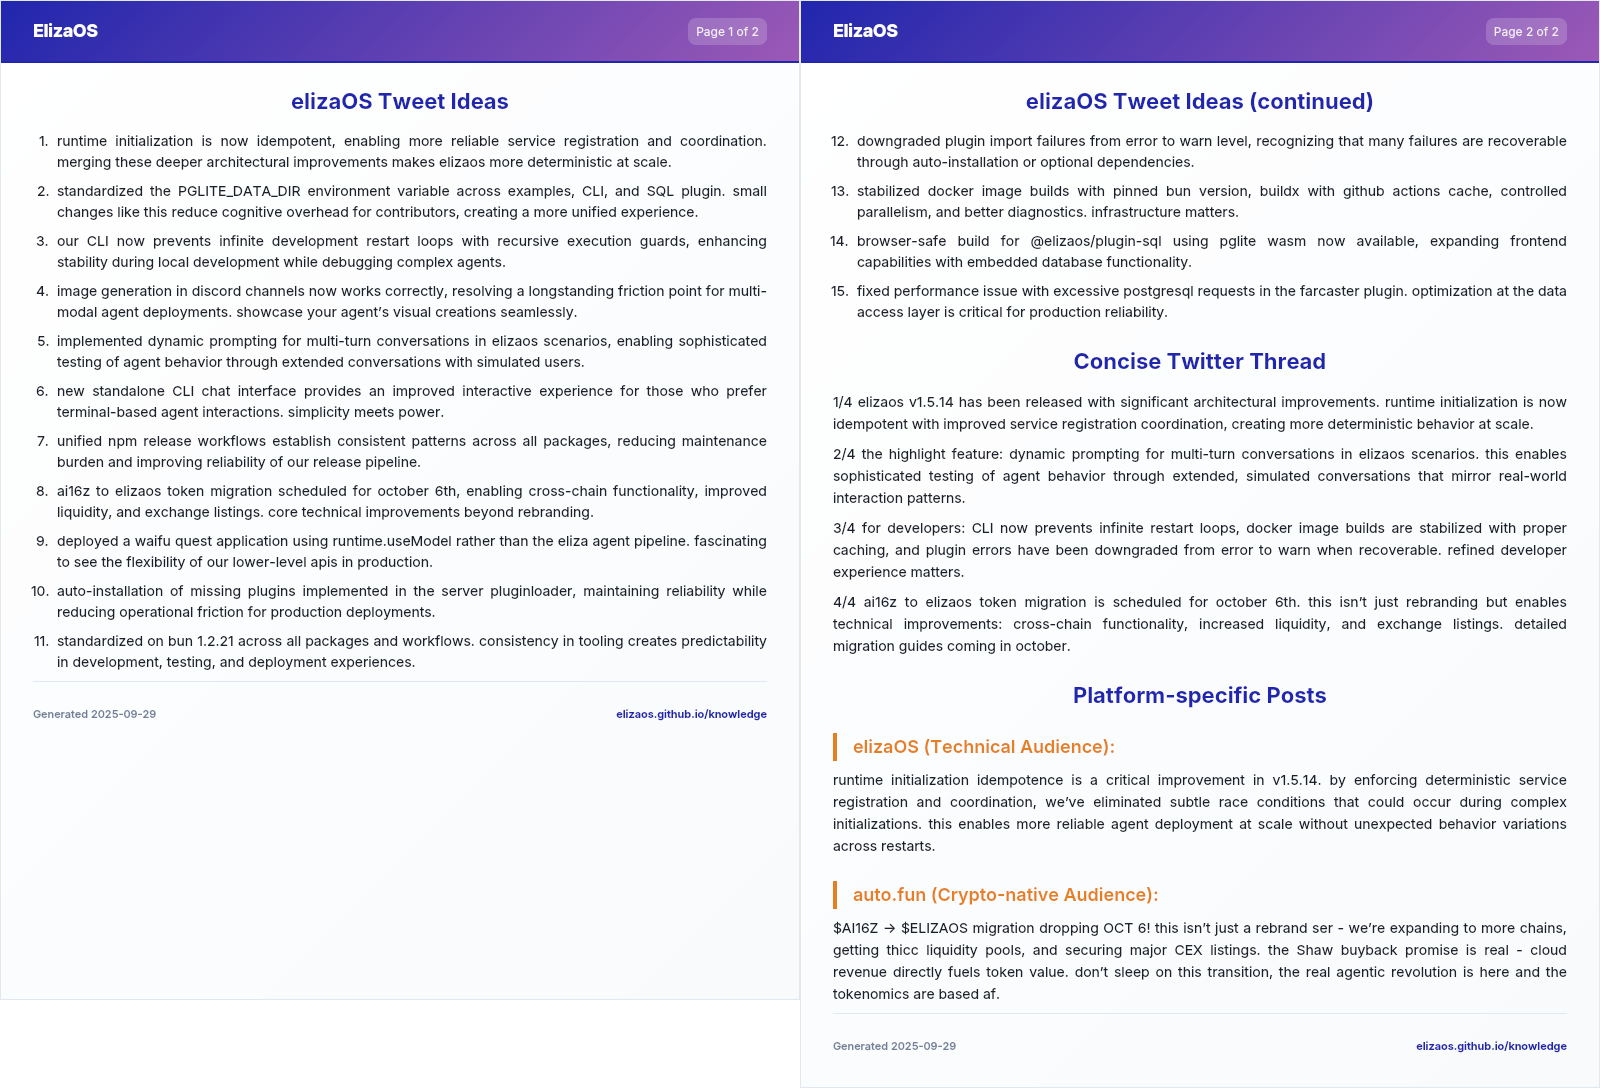 ElizaOS
Page 1 of 2
elizaOS Tweet Ideas
1. runtime initialization is now idempotent, enabling more reliable service registration and coordination.
merging these deeper architectural improvements makes elizaos more deterministic at scale.
2. standardized the PGLITE_DATA_DIR environment variable across examples, CLI, and SQL plugin. small
changes like this reduce cognitive overhead for contributors, creating a more unified experience.
3. our CLI now prevents infinite development restart loops with recursive execution guards, enhancing
stability during local development while debugging complex agents.
4. image generation in discord channels now works correctly, resolving a longstanding friction point for multi-
modal agent deployments. showcase your agent’s visual creations seamlessly.
5. implemented dynamic prompting for multi-turn conversations in elizaos scenarios, enabling sophisticated
testing of agent behavior through extended conversations with simulated users.
6. new standalone CLI chat interface provides an improved interactive experience for those who prefer
terminal-based agent interactions. simplicity meets power.
7. unified npm release workflows establish consistent patterns across all packages, reducing maintenance
burden and improving reliability of our release pipeline.
8. ai16z to elizaos token migration scheduled for october 6th, enabling cross-chain functionality, improved
liquidity, and exchange listings. core technical improvements beyond rebranding.
9. deployed a waifu quest application using runtime.useModel rather than the eliza agent pipeline. fascinating
to see the flexibility of our lower-level apis in production.
10. auto-installation of missing plugins implemented in the server pluginloader, maintaining reliability while
reducing operational friction for production deployments.
11. standardized on bun 1.2.21 across all packages and workflows. consistency in tooling creates predictability
in development, testing, and deployment experiences.
Generated 2025-09-29
elizaos.github.io/knowledge
ElizaOS
Page 2 of 2
elizaOS Tweet Ideas (continued)
12. downgraded plugin import failures from error to warn level, recognizing that many failures are recoverable
through auto-installation or optional dependencies.
13. stabilized docker image builds with pinned bun version, buildx with github actions cache, controlled
parallelism, and better diagnostics. infrastructure matters.
14. browser-safe build for @elizaos/plugin-sql using pglite wasm now available, expanding frontend
capabilities with embedded database functionality.
15. fixed performance issue with excessive postgresql requests in the farcaster plugin. optimization at the data
access layer is critical for production reliability.
Concise Twitter Thread
1/4 elizaos v1.5.14 has been released with significant architectural improvements. runtime initialization is now
idempotent with improved service registration coordination, creating more deterministic behavior at scale.
2/4 the highlight feature: dynamic prompting for multi-turn conversations in elizaos scenarios. this enables
sophisticated testing of agent behavior through extended, simulated conversations that mirror real-world
interaction patterns.
3/4 for developers: CLI now prevents infinite restart loops, docker image builds are stabilized with proper
caching, and plugin errors have been downgraded from error to warn when recoverable. refined developer
experience matters.
4/4 ai16z to elizaos token migration is scheduled for october 6th. this isn’t just rebranding but enables
technical improvements: cross-chain functionality, increased liquidity, and exchange listings. detailed
migration guides coming in october.
Platform-specific Posts
elizaOS (Technical Audience):
runtime initialization idempotence is a critical improvement in v1.5.14. by enforcing deterministic service
registration and coordination, we’ve eliminated subtle race conditions that could occur during complex
initializations. this enables more reliable agent deployment at scale without unexpected behavior variations
across restarts.
auto.fun (Crypto-native Audience):
$AI16Z → $ELIZAOS migration dropping OCT 6! this isn’t just a rebrand ser - we’re expanding to more chains,
getting thicc liquidity pools, and securing major CEX listings. the Shaw buyback promise is real - cloud
revenue directly fuels token value. don’t sleep on this transition, the real agentic revolution is here and the
tokenomics are based af.
Generated 2025-09-29
elizaos.github.io/knowledge